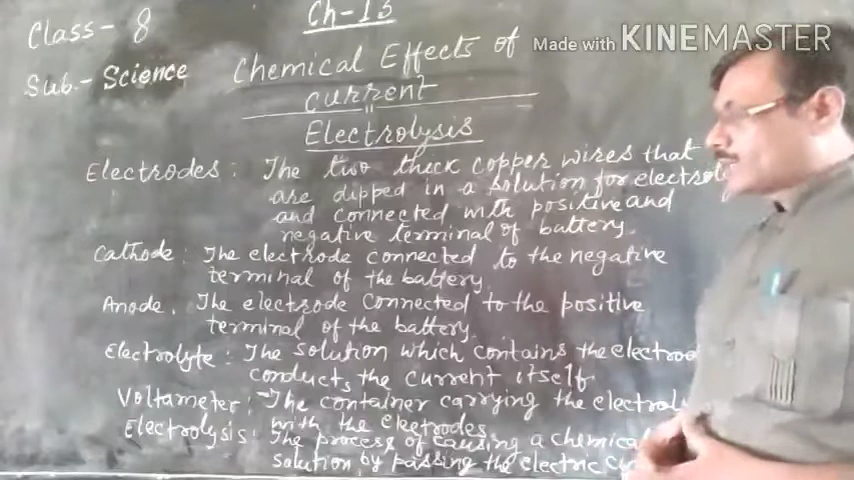 Class- 8
Ch-13
Made with KINEMASTER
Sub.- Science
Chemical Effects of
current
Electrolysis
Electrodes: The two thick copper wires that
are dipped in a solution for electroly
and connected with positive and
negative terminal of battery.
Cathode: The electrode connected to the negative
terminal of the battery.
Anode. The electrode connected to the positive
terminal of the battery.
Electrolyte: The solution which contains the electrod
conducts the current itself
Voltameter:- The container carrying the electrol
with the elecrodes.
Electrolysis: The process of causing a chemical
solution by passing the electric cu